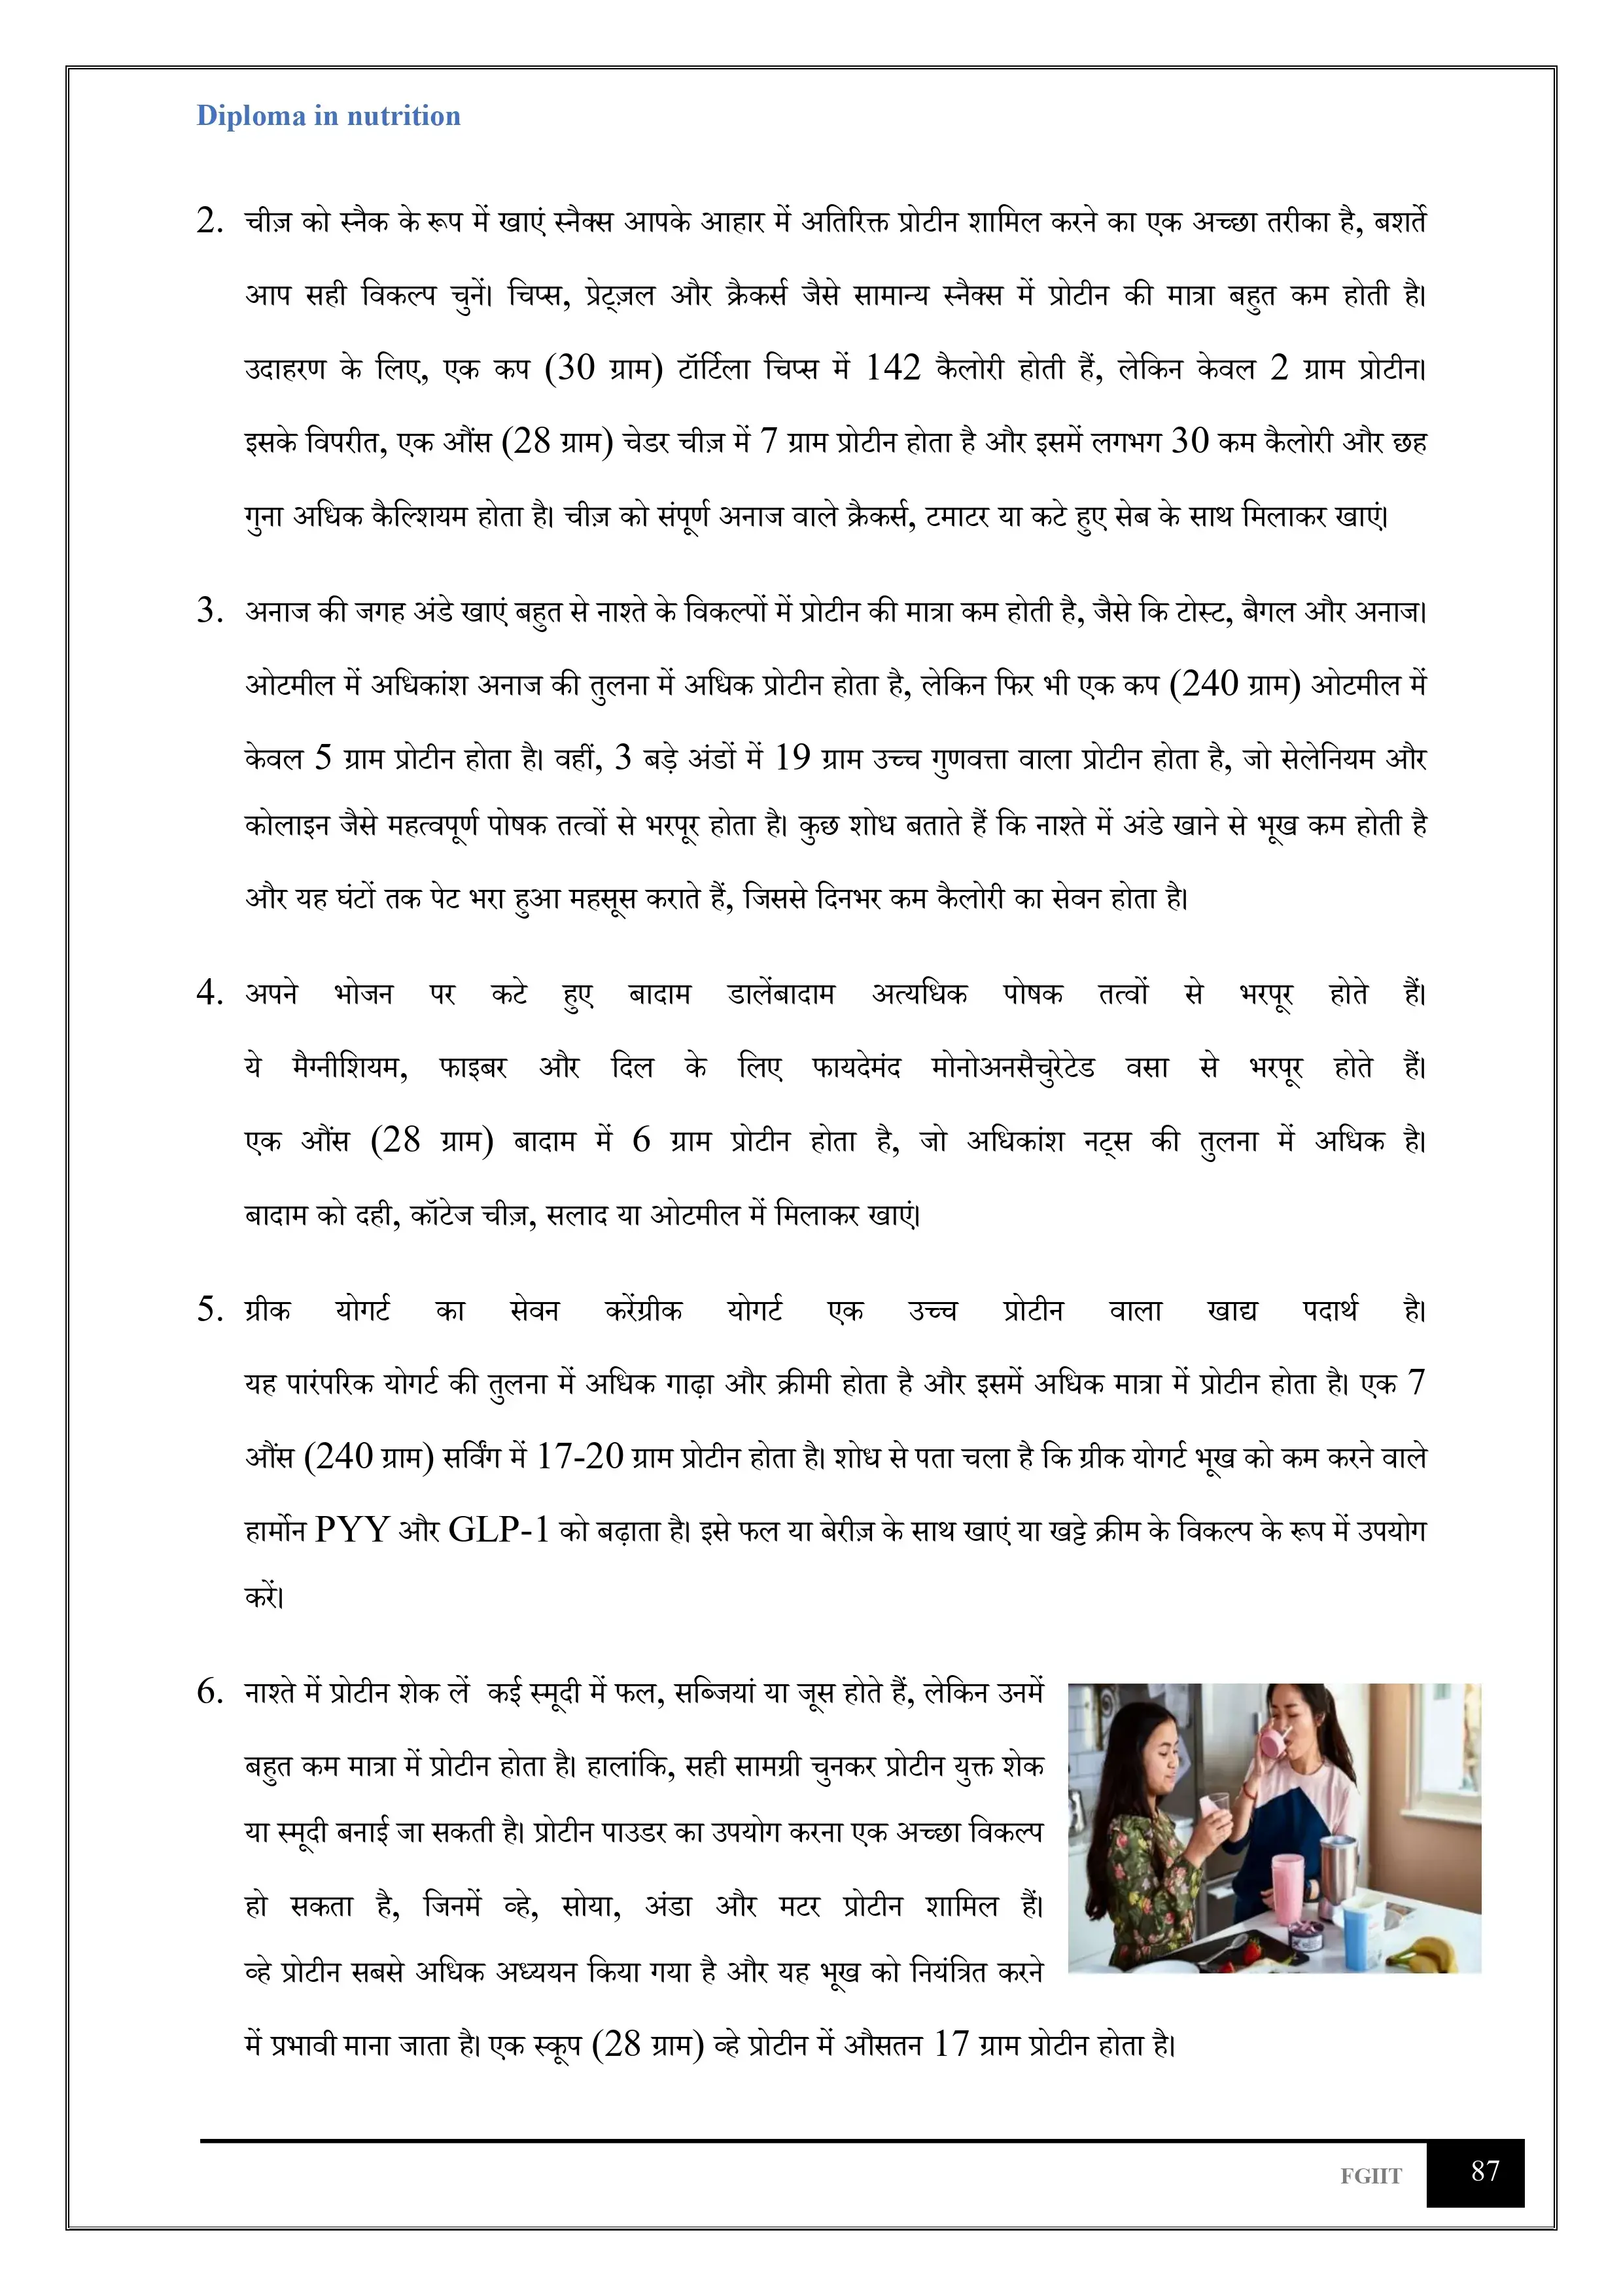 Diploma in nutrition
2. चीज़ को स्नैक के रूप में खाएं स्नैक्स आपके आहार में अतिरिक्त प्रोटीन शामिल करने का एक अच्छा तरीका है, बशर्ते
आप सही विकल्प चुनें। चिप्स, प्रेट्ज़ल और क्रैकर्स जैसे सामान्य स्नैक्स में प्रोटीन की मात्रा बहुत कम होती है।
उदाहरण के लिए, एक कप (30 ग्राम) टॉर्टिला चिप्स में 142 कैलोरी होती हैं, लेकिन केवल 2 ग्राम प्रोटीन।
इसके विपरीत, एक औंस (28 ग्राम) चेडर चीज़ में 7 ग्राम प्रोटीन होता है और इसमें लगभग 30 कम कैलोरी और छह
गुना अधिक कैल्शियम होता है। चीज़ को संपूर्ण अनाज वाले क्रैकर्स, टमाटर या कटे हुए सेब के साथ मिलाकर खाएं।
3. अनाज की जगह अंडे खाएं बहुत से नाश्ते के विकल्पों में प्रोटीन की मात्रा कम होती है, जैसे कि टोस्ट, बैगल और अनाज।
ओटमील में अधिकांश अनाज की तुलना में अधिक प्रोटीन होता है, लेकिन फिर भी एक कप (240 ग्राम) ओटमील में
केवल 5 ग्राम प्रोटीन होता है। वहीं, 3 बड़े अंडों में 19 ग्राम उच्च गुणवत्ता वाला प्रोटीन होता है, जो सेलेनियम और
कोलाइन जैसे महत्वपूर्ण पोषक तत्वों से भरपूर होता है। कुछ शोध बताते हैं कि नाश्ते में अंडे खाने से भूख कम होती है
और यह घंटों तक पेट भरा हुआ महसूस कराते हैं, जिससे दिनभर कम कैलोरी का सेवन होता है।
4. अपने भोजन पर कटे हुए बादाम डालेंबादाम अत्यधिक पोषक तत्वों से भरपूर होते हैं।
ये मैग्नीशियम, फाइबर और दिल के लिए फायदेमंद मोनोअनसैचुरेटेड वसा से भरपूर होते हैं।
एक औंस (28 ग्राम) बादाम में 6 ग्राम प्रोटीन होता है, जो अधिकांश नट्स की तुलना में अधिक है।
बादाम को दही, कॉटेज चीज़, सलाद या ओटमील में मिलाकर खाएं।
5. ग्रीक योगर्ट का सेवन करेंग्रीक योगर्ट एक उच्च प्रोटीन वाला खाद्य पदार्थ है।
यह पारंपरिक योगर्ट की तुलना में अधिक गाढ़ा और क्रीमी होता है और इसमें अधिक मात्रा में प्रोटीन होता है। एक 7
औंस (240 ग्राम) सर्विंग में 17-20 ग्राम प्रोटीन होता है। शोध से पता चला है कि ग्रीक योगर्ट भूख को कम करने वाले
हार्मोन PYY और GLP-1 को बढ़ाता है। इसे फल या बेरीज़ के साथ खाएं या खट्टे क्रीम के विकल्प के रूप में उपयोग
करें।
6. नाश्ते में प्रोटीन शेक लें कई स्मूदी में फल, सब्जियां या जूस होते हैं, लेकिन उनमें
बहुत कम मात्रा में प्रोटीन होता है। हालांकि, सही सामग्री चुनकर प्रोटीन युक्त शेक
या स्मूदी बनाई जा सकती है। प्रोटीन पाउडर का उपयोग करना एक अच्छा विकल्प
हो सकता है, जिनमें व्हे, सोया, अंडा और मटर प्रोटीन शामिल हैं।
व्हे प्रोटीन सबसे अधिक अध्ययन किया गया है और यह भूख को नियंत्रित करने
में प्रभावी माना जाता है। एक स्कूप (28 ग्राम) व्हे प्रोटीन में औसतन 17 ग्राम प्रोटीन होता है।
FGIIT 87